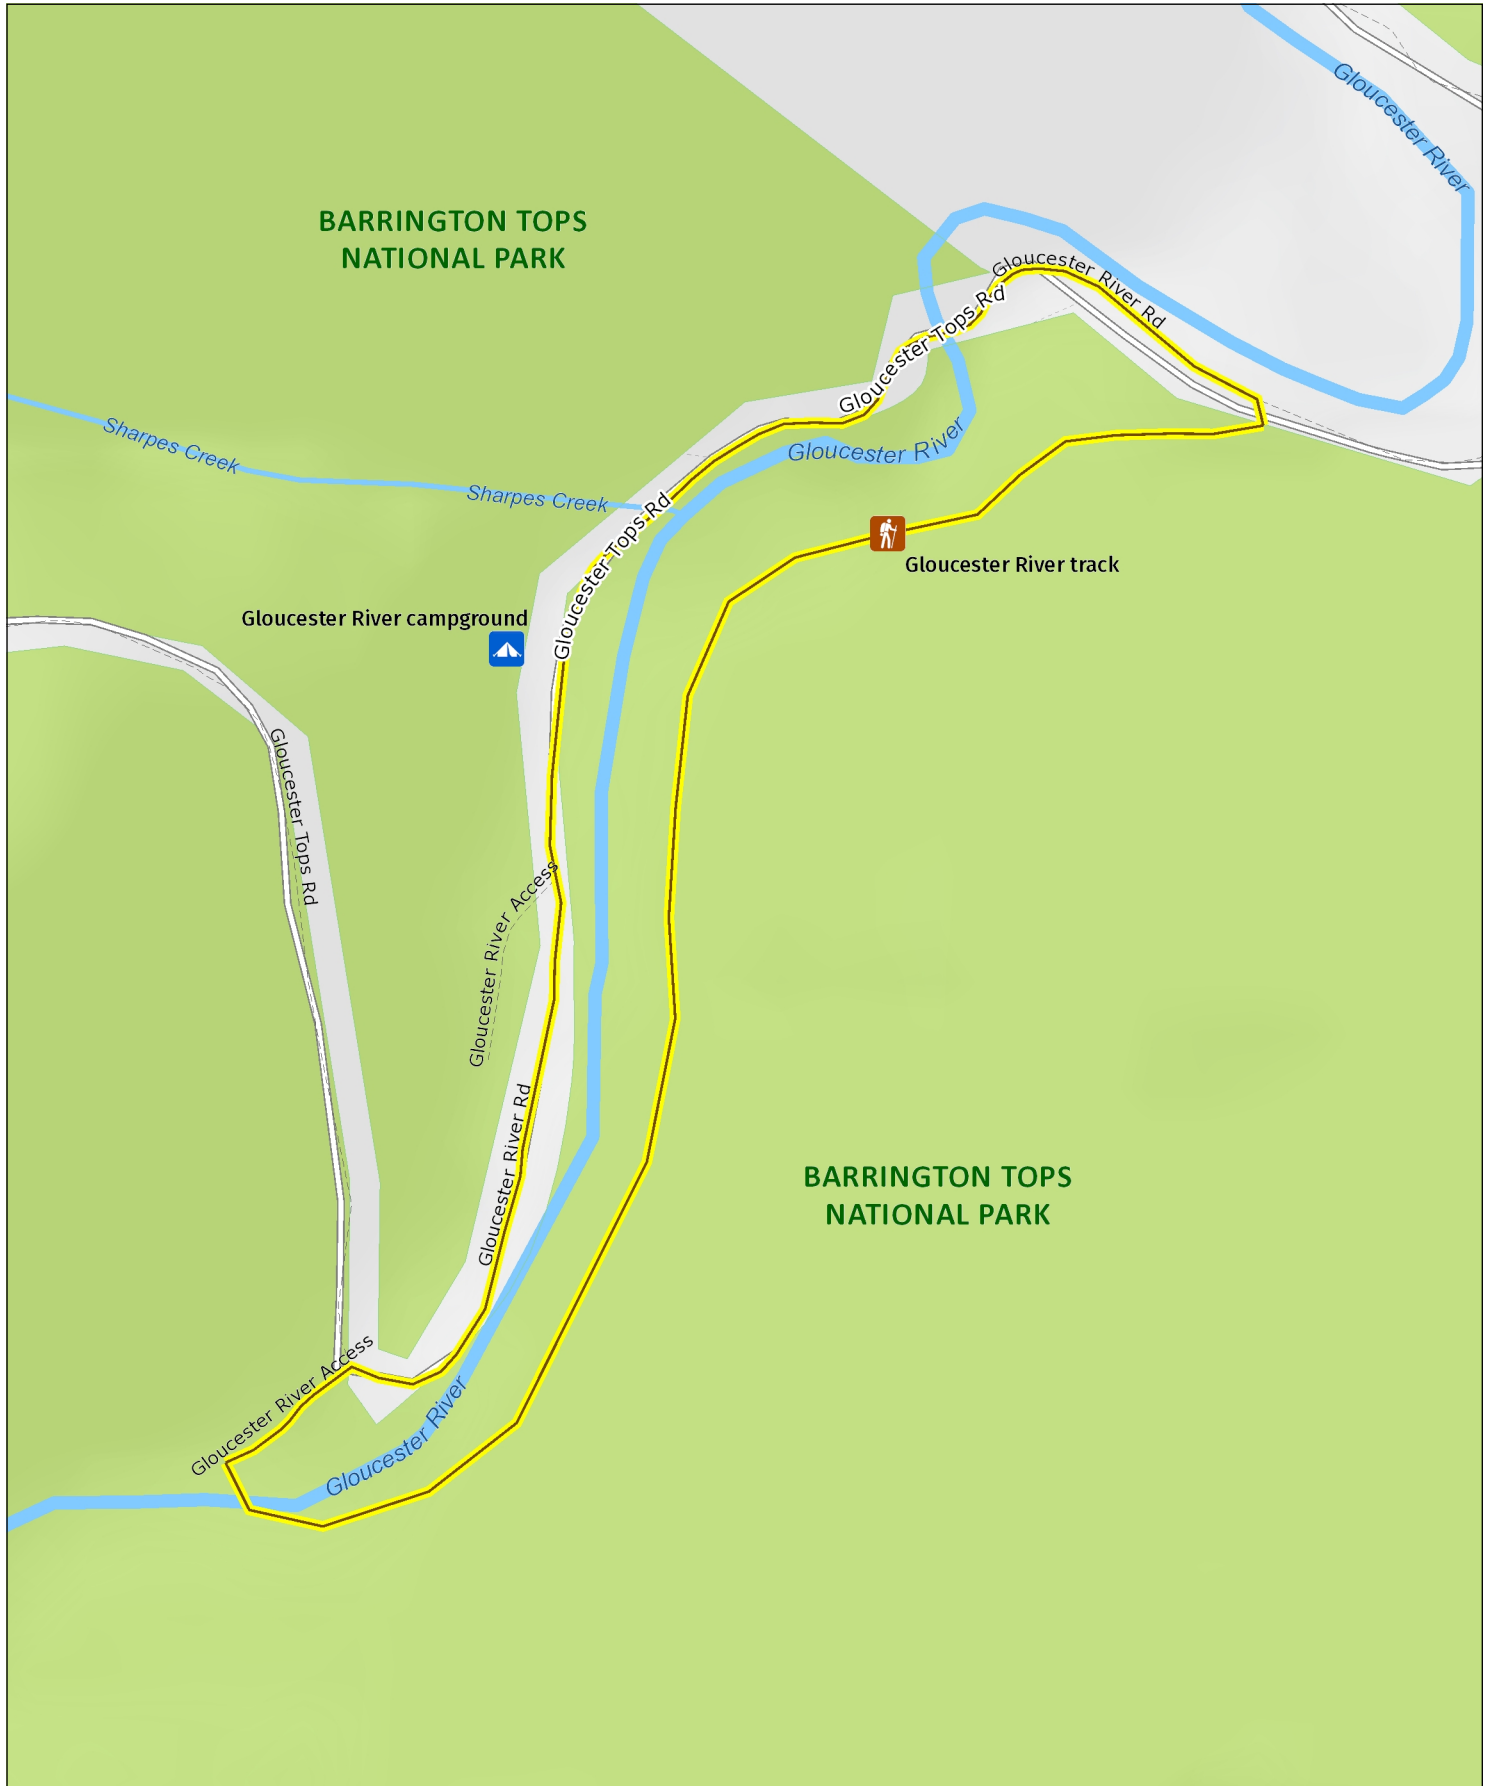 Gloucester River
BARRINGTON TOPS
NATIONAL PARK
Gloucester River Rd
Gloucester Tops Rd
Sharpes Creek
Gloucester River
Sharpes Creek
Gloucester Tops Rd
Gloucester River track
Gloucester River campground
Gloucester Tops Rd
Gloucester River Access
Gloucester River Rd
BARRINGTON TOPS
NATIONAL PARK
Gloucester River Access
Gloucester River